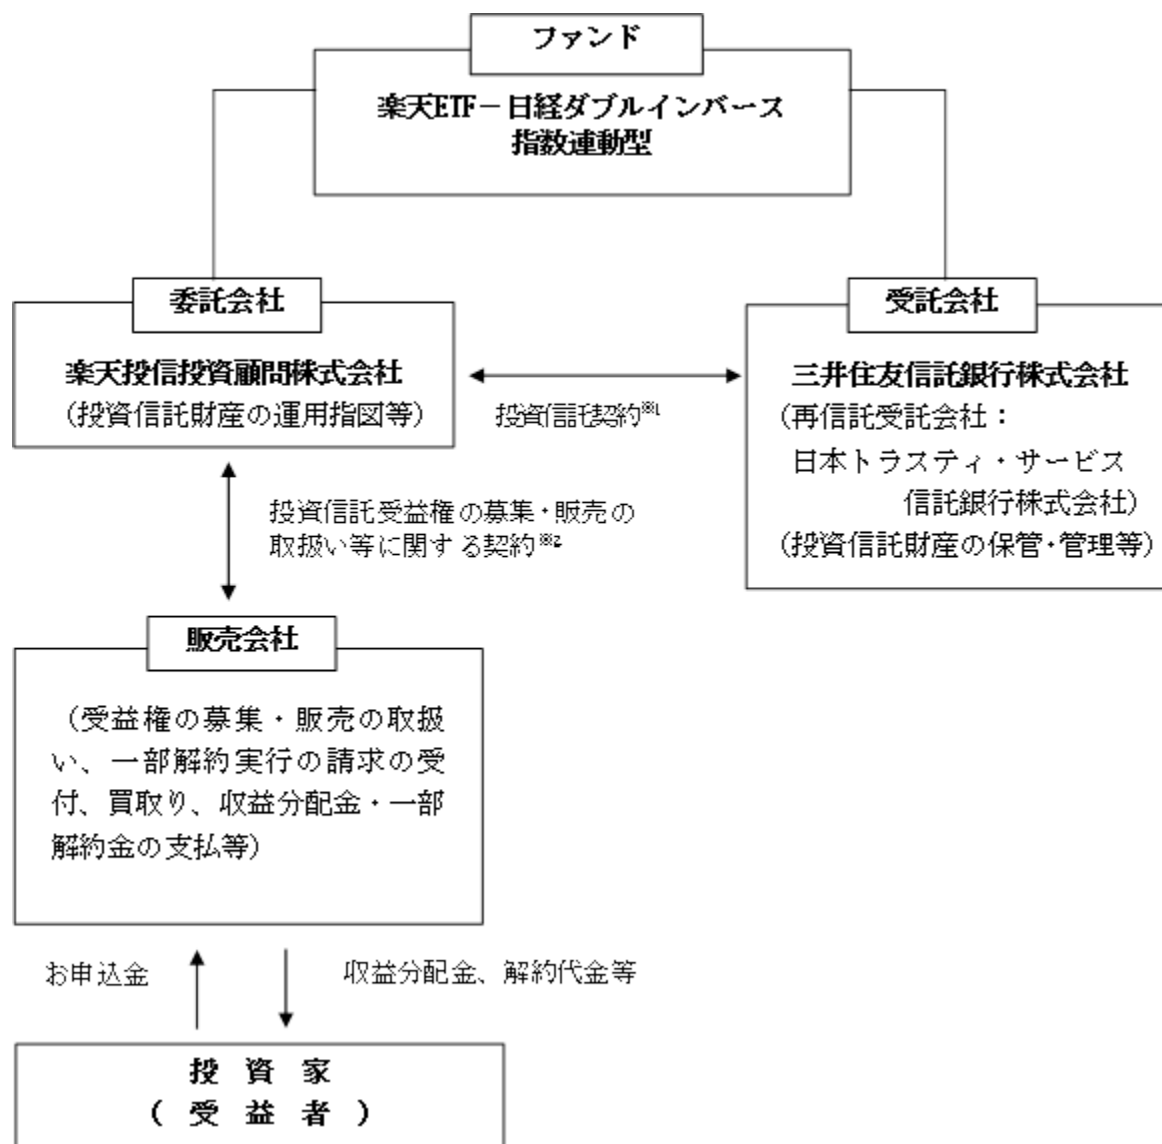 ファンド
楽天ETF－日経ダブルインバース
指数連動型
委託会社
楽天投信投資顧問株式会社
（投資信託財産の運用指図等）
投資信託契約※1
受託会社
三井住友信託銀行株式会社
（再信託受託会社：
日本トラスティ・サービス
信託銀行株式会社）
（投資信託財産の保管・管理等）
投資信託受益権の募集・販売の
取扱い等に関する契約※2
販売会社
（受益権の募集・販売の取扱
い、一部解約実行の請求の受
付、買取り、収益分配金・一部
解約金の支払等）
お申込金
収益分配金、解約代金等
投 資 家
（ 受 益 者 ）